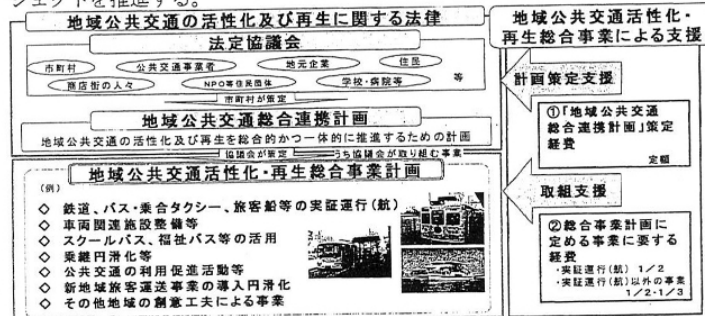 ジェクトを推進する。
地域公共交通の活性化及び再生に関する法律
法定協議会
市町村
公共交通事業者
地元企業
住民
商店街の人々
NPO等住民団体
学校・病院等
等
市町村が策定
地域公共交通総合連携計画
地域公共交通の活性化及び再生を総合的かつ一体的に推進するための計画
協議会が策定
うち協議会が取り組む事業
地域公共交通活性化・再生総合事業計画
(例)
◇ 鉄道、バス・乗合タクシー、旅客船等の実証運行(航)
◇ 車両関連施設整備等
◇ スクールバス、福祉バス等の活用
◇ 乗継円滑化等
◇ 公共交通の利用促進活動等
◇ 新地域旅客運送事業の導入円滑化
◇ その他地域の創意工夫による事業
地域公共交通活性化・
再生総合事業による支援
計画策定支援
①「地域公共交通
総合連携計画」策定
経費
定額
取組支援
②総合事業計画に
定める事業に要する
経費
・実証運行(航) 1/2
・実証運行(航)以外の事業
1/2・1/3